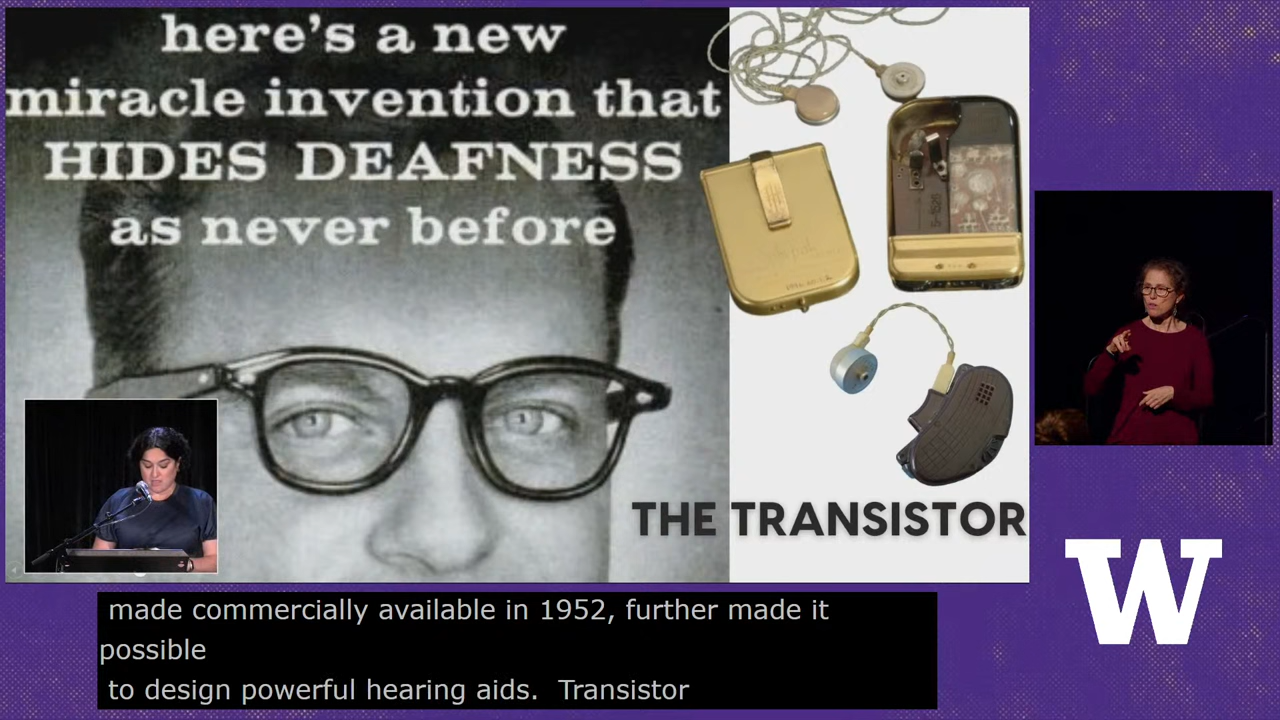 here's a new
miracle invention that
HIDES DEAFNESS
as never before
THE TRANSISTOR
W
made commercially available in 1952, further made it
possible
to design powerful hearing aids.  Transistor